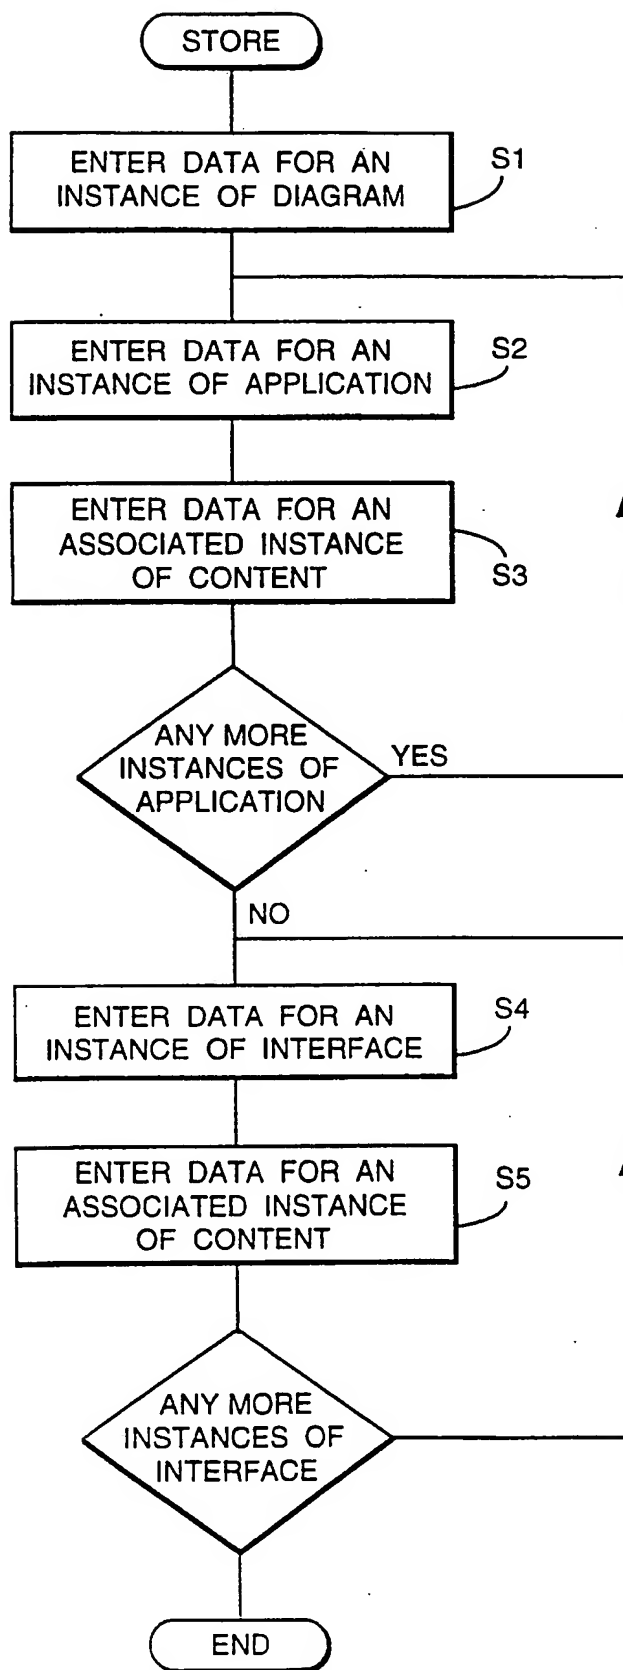 STORE
ENTER DATA FOR AN
INSTANCE OF DIAGRAM
S1
ENTER DATA FOR AN
INSTANCE OF APPLICATION
S2
ENTER DATA FOR AN
ASSOCIATED INSTANCE
OF CONTENT
S3
ANY MORE
INSTANCES OF
APPLICATION
YES
NO
ENTER DATA FOR AN
INSTANCE OF INTERFACE
S4
ENTER DATA FOR AN
ASSOCIATED INSTANCE
OF CONTENT
S5
ANY MORE
INSTANCES OF
INTERFACE
END